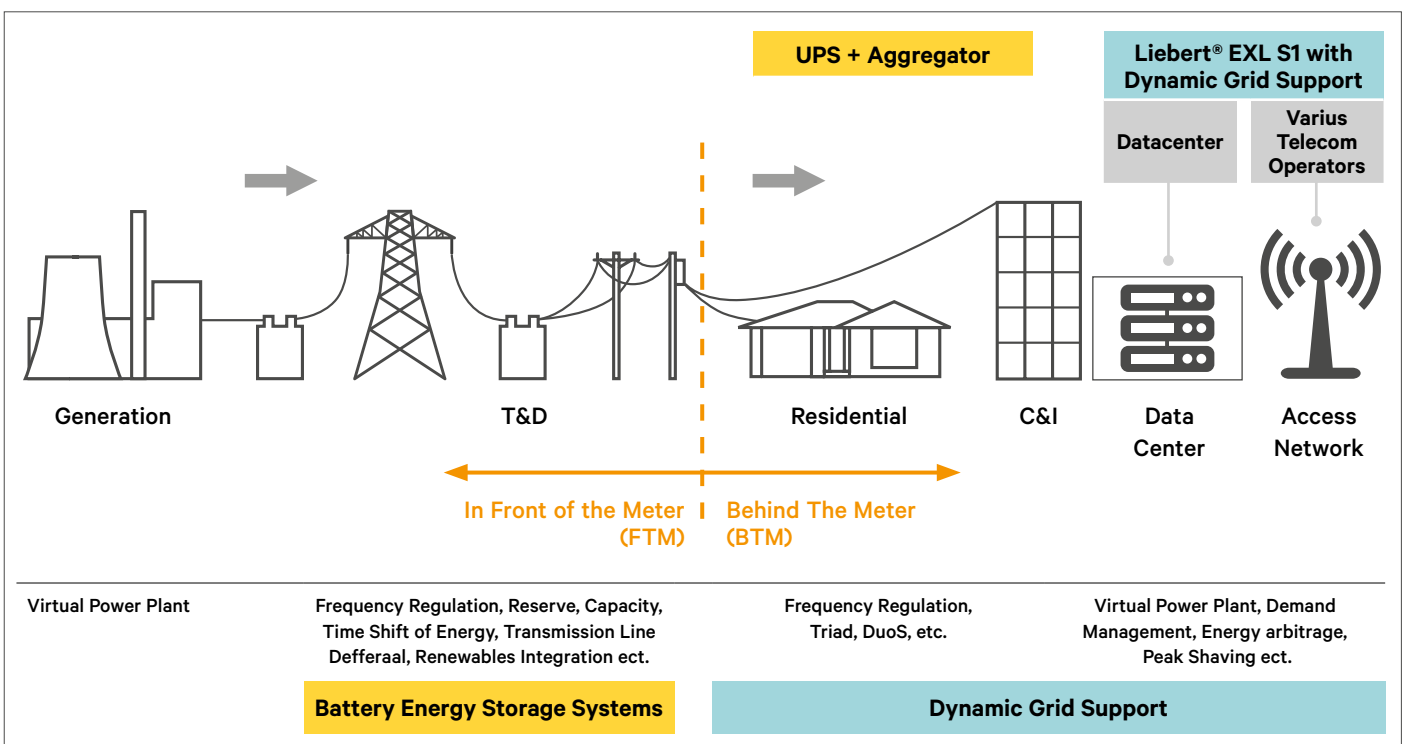 UPS + Aggregator
Liebert® EXL S1 with
Dynamic Grid Support
Datacenter
Varius
Telecom
Operators
Generation
T&D
Residential
C&I
Data
Center
Access
Network
In Front of the Meter
(FTM)
Behind The Meter
(BTM)
Virtual Power Plant
Frequency Regulation, Reserve, Capacity,
Time Shift of Energy, Transmission Line
Defferaal, Renewables Integration ect.
Frequency Regulation,
Triad, DuoS, etc.
Virtual Power Plant, Demand
Management, Energy arbitrage,
Peak Shaving ect.
Battery Energy Storage Systems
Dynamic Grid Support